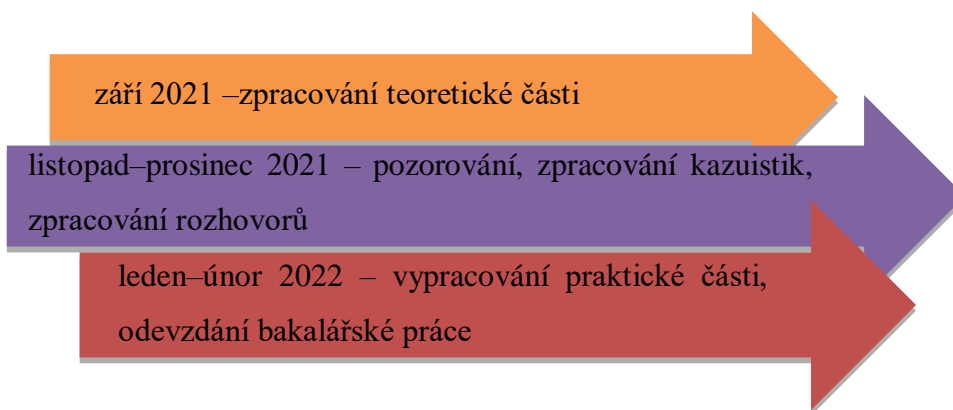 září 2021 –zpracování teoretické části
listopad–prosinec 2021 – pozorování, zpracování kazuistik,
zpracování rozhovorů
leden–únor 2022 – vypracování praktické části,
odevzdání bakalářské práce